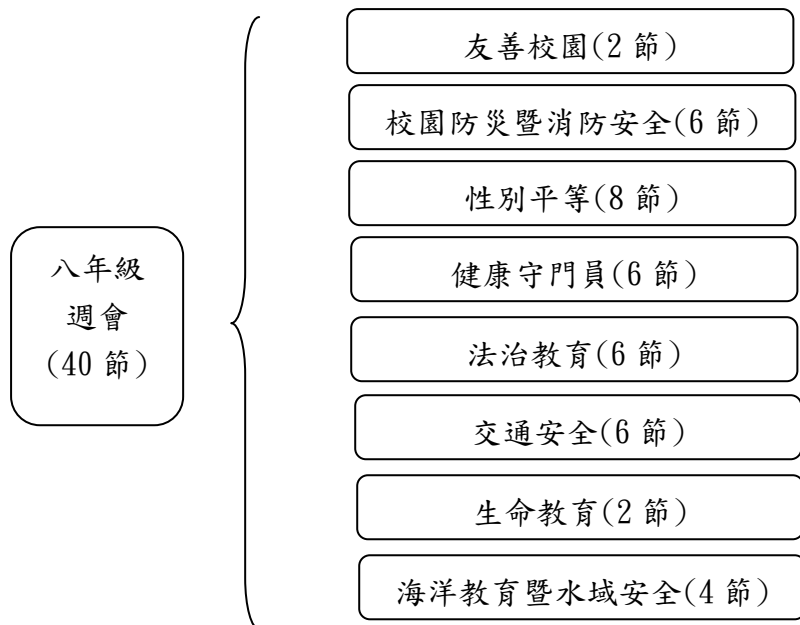 八年級
週會
(40 節)
友善校園(2 節)
校園防災暨消防安全(6 節)
性別平等(8 節)
健康守門員(6 節)
法治教育(6 節)
交通安全(6 節)
生命教育(2 節)
海洋教育暨水域安全(4 節)